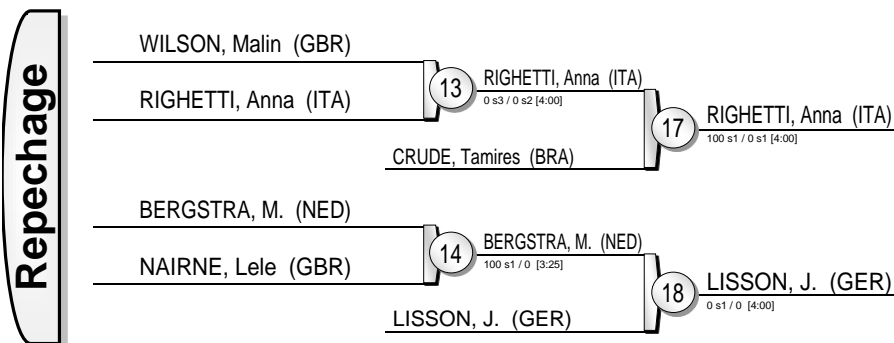 Repechage
WILSON, Malin (GBR)
RIGHETTI, Anna (ITA)
13
RIGHETTI, Anna (ITA)
0 s3 / 0 s2 [4:00]
CRUDE, Tamires (BRA)
17
RIGHETTI, Anna (ITA)
100 s1 / 0 s1 [4:00]
BERGSTRA, M. (NED)
NAIRNE, Lele (GBR)
14
BERGSTRA, M. (NED)
100 s1 / 0 [3:25]
LISSON, J. (GER)
18
LISSON, J. (GER)
0 s1 / 0 [4:00]